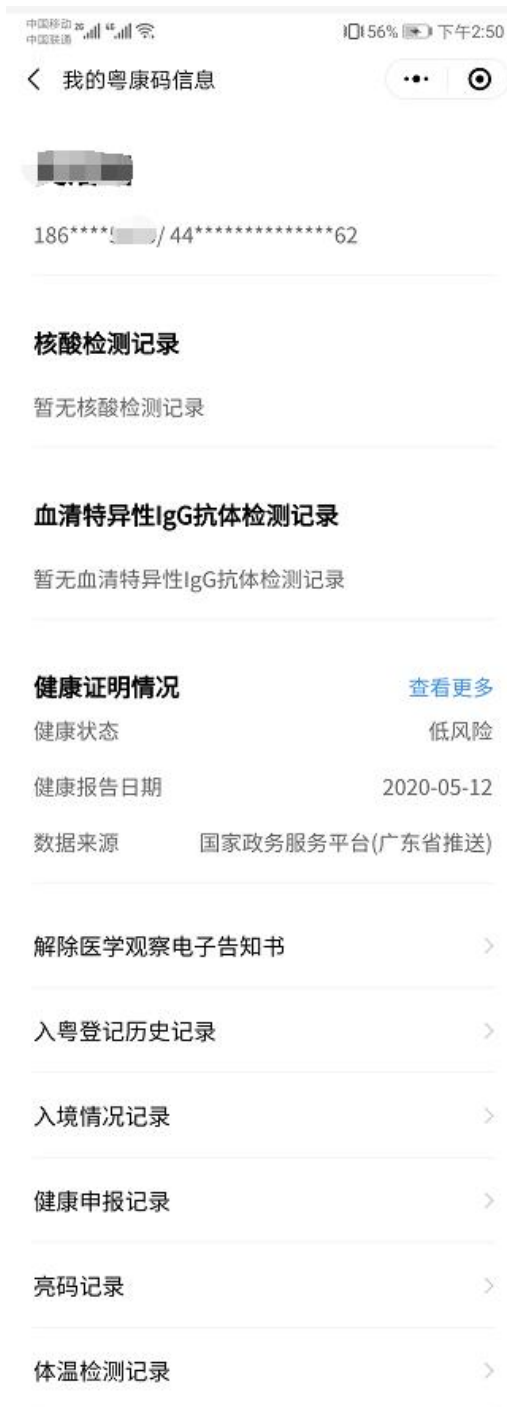 中国移动 2G 4G
中国联通
56% 下午2:50
我的粤康码信息
186**** / 44**************62
核酸检测记录
暂无核酸检测记录
血清特异性IgG抗体检测记录
暂无血清特异性IgG抗体检测记录
健康证明情况 查看更多
健康状态 低风险
健康报告日期 2020-05-12
数据来源 国家政务服务平台(广东省推送)
解除医学观察电子告知书
入粤登记历史记录
入境情况记录
健康申报记录
亮码记录
体温检测记录